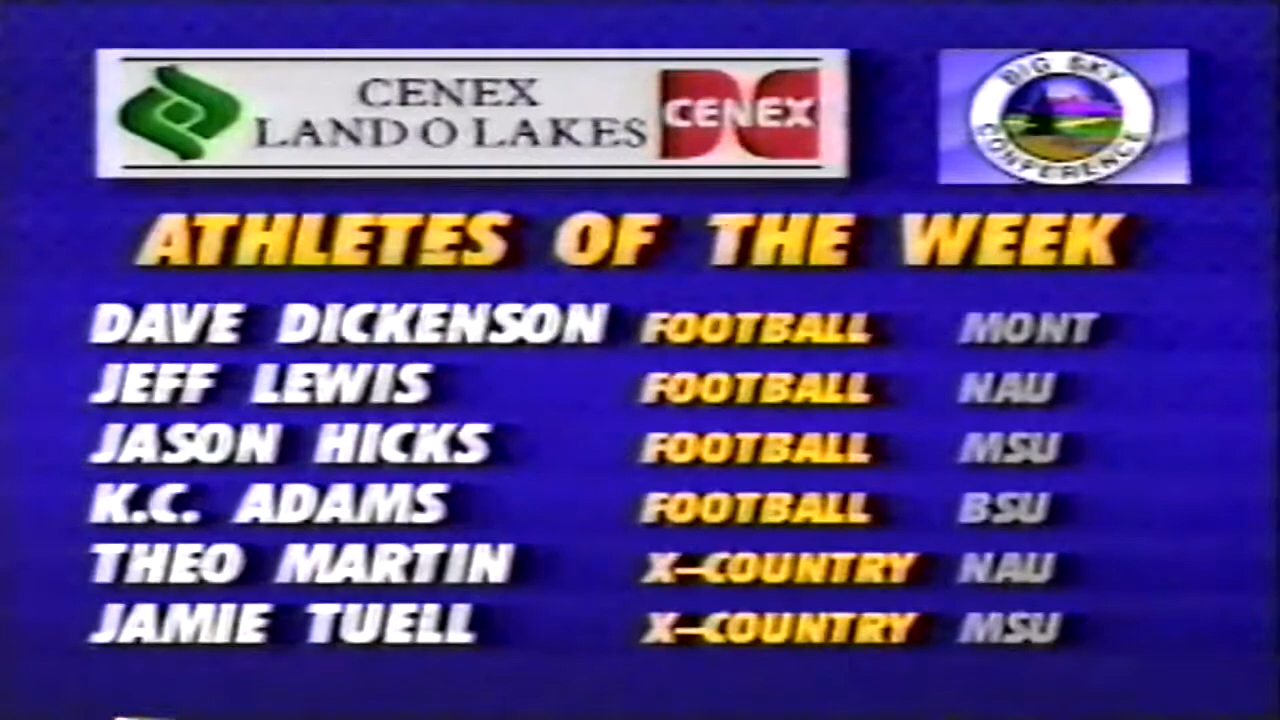 CENEX
LAND O LAKES
CENEX
BIG SKY
CONFERENCE
ATHLETES OF THE WEEK
DAVE DICKENSON FOOTBALL MONT
JEFF LEWIS FOOTBALL NAU
JASON HICKS FOOTBALL MSU
K.C. ADAMS FOOTBALL BSU
THEO MARTIN X-COUNTRY NAU
JAMIE TUELL X-COUNTRY MSU